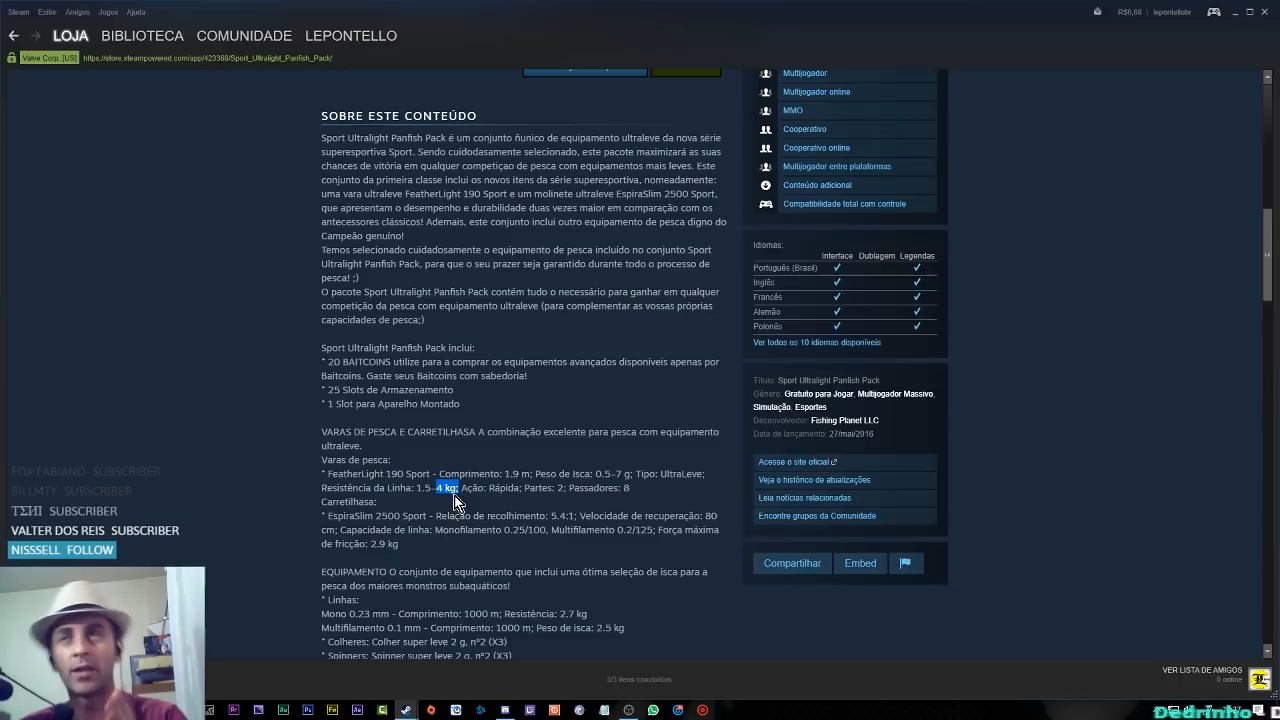 Steam Exibir Amigos Jogos Ajuda
R$6,68 lepontellobr
LOJA BIBLIOTECA COMUNIDADE LEPONTELLO
Valve Corp. [US] https://store.steampowered.com/app/423368/Sport_Ultralight_Panfish_Pack/
SOBRE ESTE CONTEÚDO
Sport Ultralight Panfish Pack é um conjunto ñunico de equipamento ultraleve da nova série
superesportiva Sport. Sendo cuidodasamente selecionado, este pacote maximizará as suas
chances de vitória em qualquer competiçao de pesca com equipamentos mais leves. Este
conjunto da primeira classe inclui os novos itens da série superesportiva, nomeadamente:
uma vara ultraleve FeatherLight 190 Sport e um molinete ultraleve EspiraSlim 2500 Sport,
que apresentam o desempenho e durabilidade duas vezes maior em comparação com os
antecessores clássicos! Ademais, este conjunto inclui outro equipamento de pesca digno do
Campeão genuíno!
Temos selecionado cuidasosamente o equipamento de pesca incluído no conjunto Sport
Ultralight Panfish Pack, para que o seu prazer seja garantido durante todo o processo de
pesca! ;)
O pacote Sport Ultralight Panfish Pack contém tudo o necessário para ganhar em qualquer
competição da pesca com equipamento ultraleve (para complementar as vossas próprias
capacidades de pesca;)
Sport Ultralight Panfish Pack inclui:
* 20 BAITCOINS utilize para a comprar os equipamentos avançados disponíveis apenas por
Baitcoins. Gaste seus Baitcoins com sabedoria!
* 25 Slots de Armazenamento
* 1 Slot para Aparelho Montado
VARAS DE PESCA E CARRETILHASA A combinação excelente para pesca com equipamento
ultraleve.
Varas de pesca:
* FeatherLight 190 Sport - Comprimento: 1.9 m; Peso de Isca: 0.5–7 g; Tipo: UltraLeve;
Resistência da Linha: 1.5–4 kg; Ação: Rápida; Partes: 2; Passadores: 8
Carretilhasa:
* EspiraSlim 2500 Sport - Relação de recolhimento: 5.4:1; Velocidade de recuperação: 80
cm; Capacidade de linha: Monofilamento 0.25/100, Multifilamento 0.2/125; Força máxima
de fricção: 2.9 kg
EQUIPAMENTO O conjunto de equipamento que inclui uma ótima seleção de isca para a
pesca dos maiores monstros subaquáticos!
* Linhas:
Mono 0.23 mm - Comprimento: 1000 m; Resistência: 2.7 kg
Multifilamento 0.1 mm - Comprimento: 1000 m; Peso de isca: 2.5 kg
* Colheres: Colher super leve 2 g, nº2 (X3)
* Spinners: Spinner super leve 2 g, nº2 (X3)
Multijogador
Multijogador online
MMO
Cooperativo
Cooperativo online
Multijogador entre plataformas
Conteúdo adicional
Compatibilidade total com controle
Idiomas:
Interface Dublagem Legendas
Português (Brasil)
Inglês
Francês
Alemão
Polonês
Ver todos os 10 idiomas disponíveis
Título: Sport Ultralight Panfish Pack
Gênero: Gratuito para Jogar, Multijogador Massivo,
Simulação, Esportes
Desenvolvedor: Fishing Planet LLC
Data de lançamento: 27/mai/2016
Acesse o site oficial
Veja o histórico de atualizações
Leia notícias relacionadas
Encontre grupos da Comunidade
Compartilhar Embed
FOX FABIANO SUBSCRIBER
BILLMTY SUBSCRIBER
ΤΣΉΙ SUBSCRIBER
VALTER DOS REIS SUBSCRIBER
NISSSELL FOLLOW
3/3 itens concluídos
VER LISTA DE AMIGOS
0 online
Dedrinho